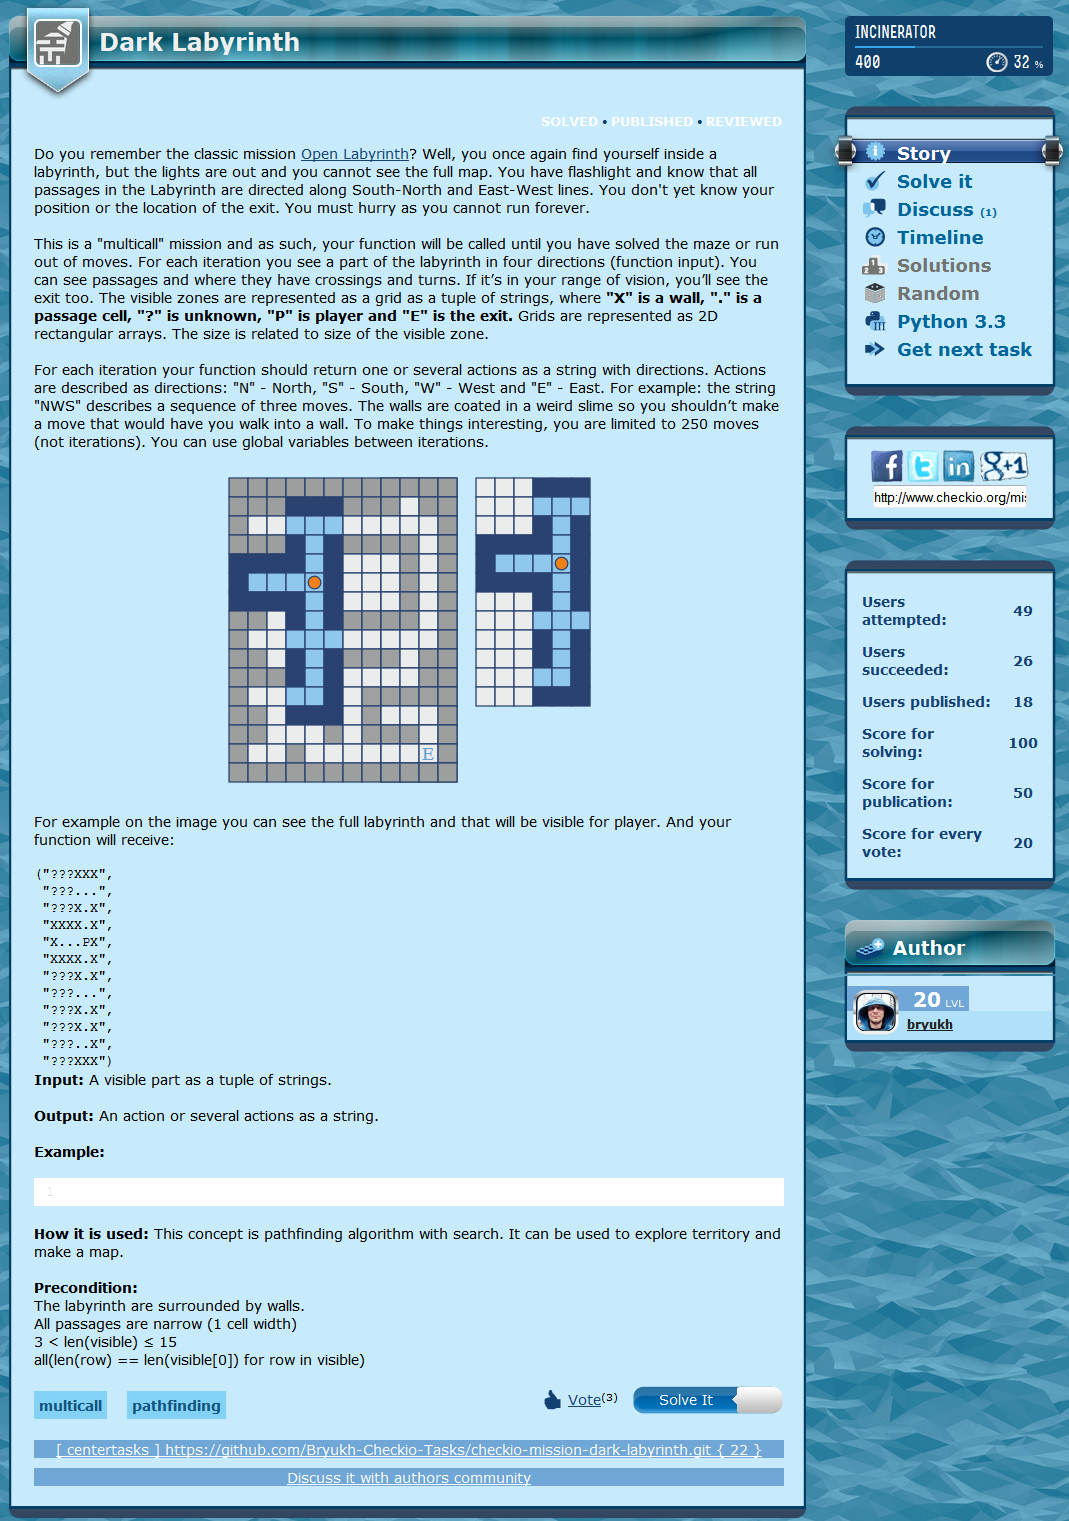 Dark Labyrinth
SOLVED • PUBLISHED • REVIEWED
Do you remember the classic mission Open Labyrinth? Well, you once again find yourself inside a
labyrinth, but the lights are out and you cannot see the full map. You have flashlight and know that all
passages in the Labyrinth are directed along South-North and East-West lines. You don't yet know your
position or the location of the exit. You must hurry as you cannot run forever.
This is a "multicall" mission and as such, your function will be called until you have solved the maze or run
out of moves. For each iteration you see a part of the labyrinth in four directions (function input). You
can see passages and where they have crossings and turns. If it’s in your range of vision, you’ll see the
exit too. The visible zones are represented as a grid as a tuple of strings, where "X" is a wall, "." is a
passage cell, "?" is unknown, "P" is player and "E" is the exit. Grids are represented as 2D
rectangular arrays. The size is related to size of the visible zone.
For each iteration your function should return one or several actions as a string with directions. Actions
are described as directions: "N" - North, "S" - South, "W" - West and "E" - East. For example: the string
"NWS" describes a sequence of three moves. The walls are coated in a weird slime so you shouldn’t make
a move that would have you walk into a wall. To make things interesting, you are limited to 250 moves
(not iterations). You can use global variables between iterations.
E
For example on the image you can see the full labyrinth and that will be visible for player. And your
function will receive:
("???XXX",
"???...",
"???X.X",
"XXXX.X",
"X...PX",
"XXXX.X",
"???X.X",
"???...",
"???X.X",
"???X.X",
"???..X",
"???XXX")
Input: A visible part as a tuple of strings.
Output: An action or several actions as a string.
Example:
1
How it is used: This concept is pathfinding algorithm with search. It can be used to explore territory and
make a map.
Precondition:
The labyrinth are surrounded by walls.
All passages are narrow (1 cell width)
3 < len(visible) ≤ 15
all(len(row) == len(visible[0]) for row in visible)
multicall pathfinding
Vote(3) Solve It
[ centertasks ] https://github.com/Bryukh-Checkio-Tasks/checkio-mission-dark-labyrinth.git { 22 }
Discuss it with authors community
INCINERATOR
400 32 %
Story
Solve it
Discuss (1)
Timeline
Solutions
Random
Python 3.3
Get next task
f t in g+1
http://www.checkio.org/mis
Users
attempted: 49
Users
succeeded: 26
Users published: 18
Score for
solving: 100
Score for
publication: 50
Score for every
vote: 20
Author
20 LVL
bryukh